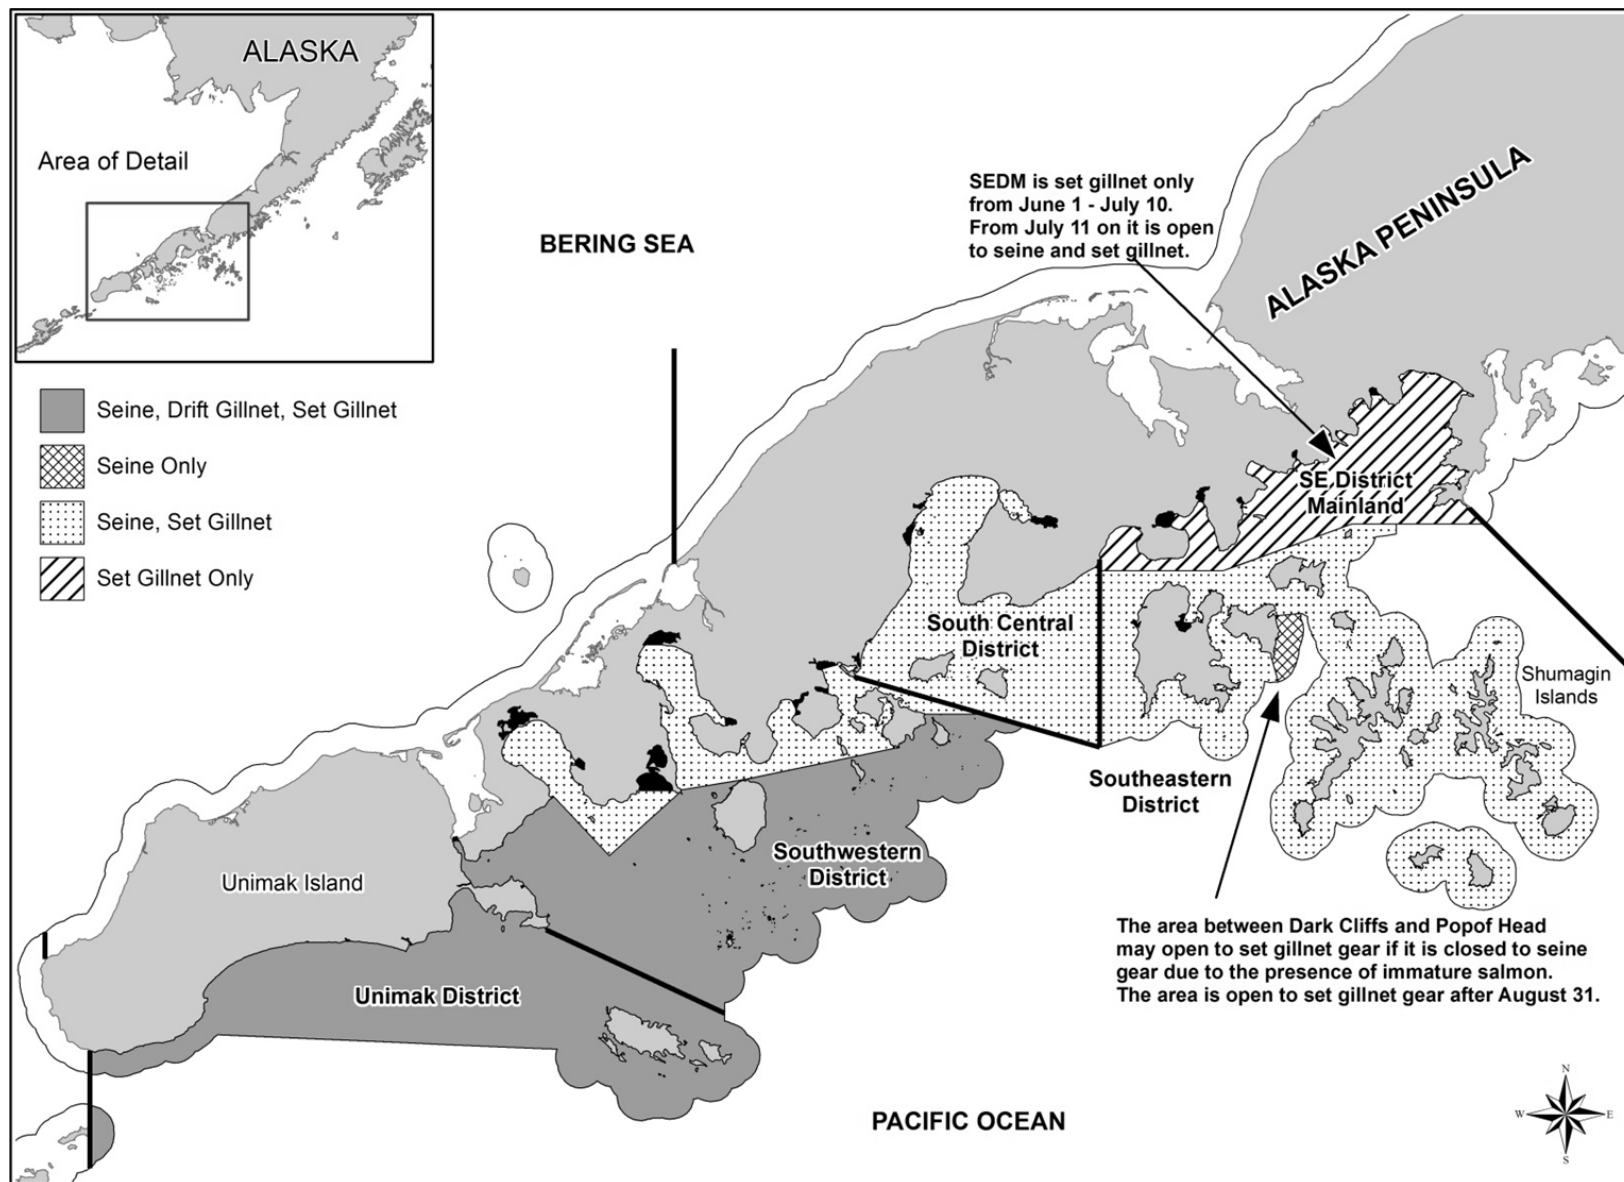 ALASKA
Area of Detail
SEDM is set gillnet only
from June 1 - July 10.
From July 11 on it is open
to seine and set gillnet.
BERING SEA
ALASKA PENINSULA
Seine, Drift Gillnet, Set Gillnet
Seine Only
Seine, Set Gillnet
Set Gillnet Only
SE District
Mainland
South Central
District
Shumagin
Islands
Southeastern
District
Southwestern
District
Unimak Island
The area between Dark Cliffs and Popof Head
may open to set gillnet gear if it is closed to seine
gear due to the presence of immature salmon.
The area is open to set gillnet gear after August 31.
Unimak District
PACIFIC OCEAN
N
W E
S